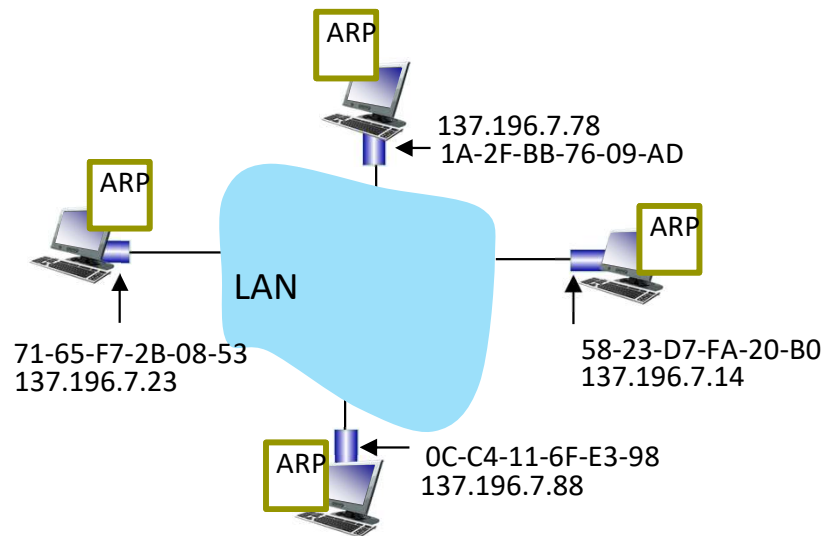 ARP
137.196.7.78
1A-2F-BB-76-09-AD
ARP
ARP
LAN
71-65-F7-2B-08-53
137.196.7.23
58-23-D7-FA-20-B0
137.196.7.14
ARP
0C-C4-11-6F-E3-98
137.196.7.88